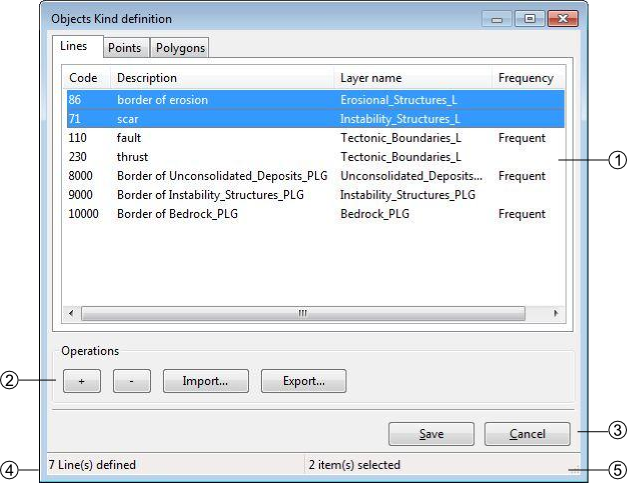 Objects Kind definition
Lines Points Polygons
Code Description Layer name Frequency
86 border of erosion Erosional_Structures_L
71 scar Instability_Structures_L
110 fault Tectonic_Boundaries_L Frequent
230 thrust Tectonic_Boundaries_L
8000 Border of Unconsolidated_Deposits_PLG Unconsolidated_Deposits... Frequent
9000 Border of Instability_Structures_PLG Instability_Structures_PLG
10000 Border of Bedrock_PLG Bedrock_PLG Frequent
1
Operations
2 + - Import... Export...
Save Cancel 3
4 7 Line(s) defined 2 item(s) selected 5